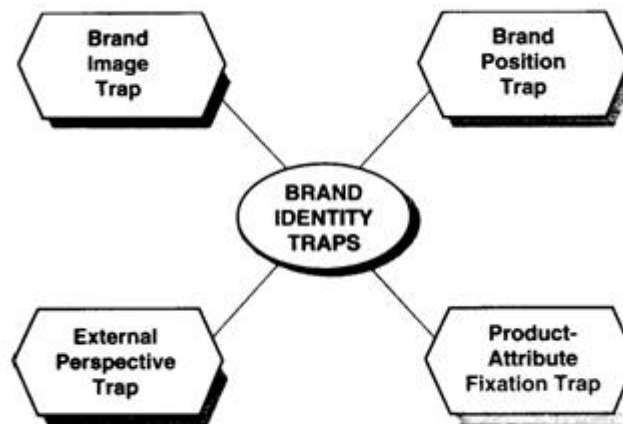 Brand
Image
Trap
Brand
Position
Trap
BRAND
IDENTITY
TRAPS
External
Perspective
Trap
Product-
Attribute
Fixation Trap